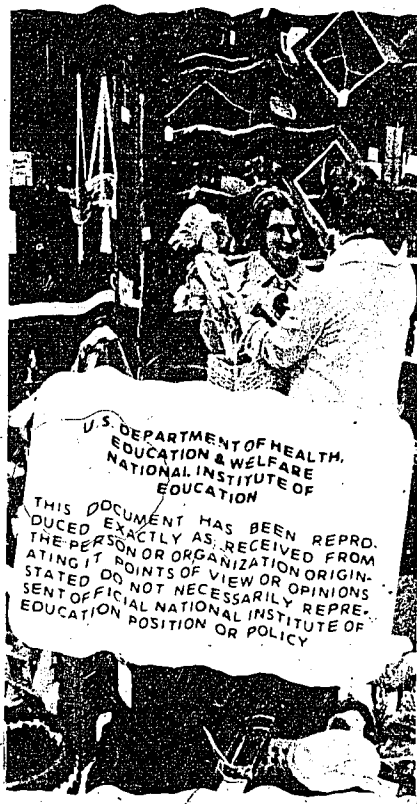 U.S. DEPARTMENT OF HEALTH,
EDUCATION & WELFARE
NATIONAL INSTITUTE OF
EDUCATION
THIS DOCUMENT HAS BEEN REPRO-
DUCED EXACTLY AS RECEIVED FROM
THE PERSON OR ORGANIZATION ORIGIN-
ATING IT POINTS OF VIEW OR OPINIONS
STATED DO NOT NECESSARILY REPRE-
SENT OFFICIAL NATIONAL INSTITUTE OF
EDUCATION POSITION OR POLICY